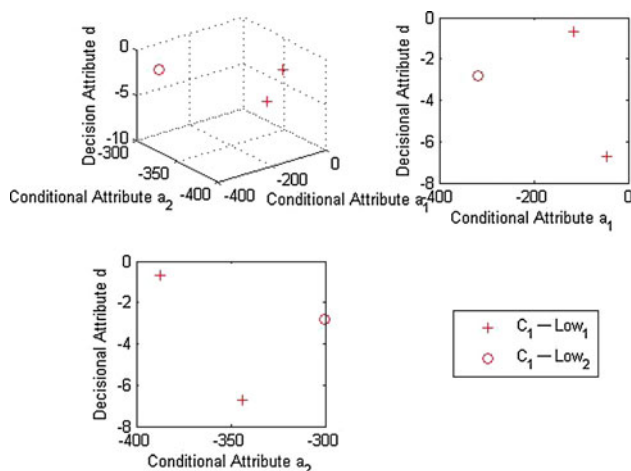 0
-5
-10
-300
-350
-400
-400
-200
0
Decision Attribute d
Conditional Attribute a2
Conditional Attribute a1
0
-2
-4
-6
-8
-400
-200
0
Decisional Attribute d
Conditional Attribute a1
0
-2
-4
-6
-8
-400
-350
-300
Decisional Attribute d
Conditional Attribute a2
C1 — Low1
C1 — Low2